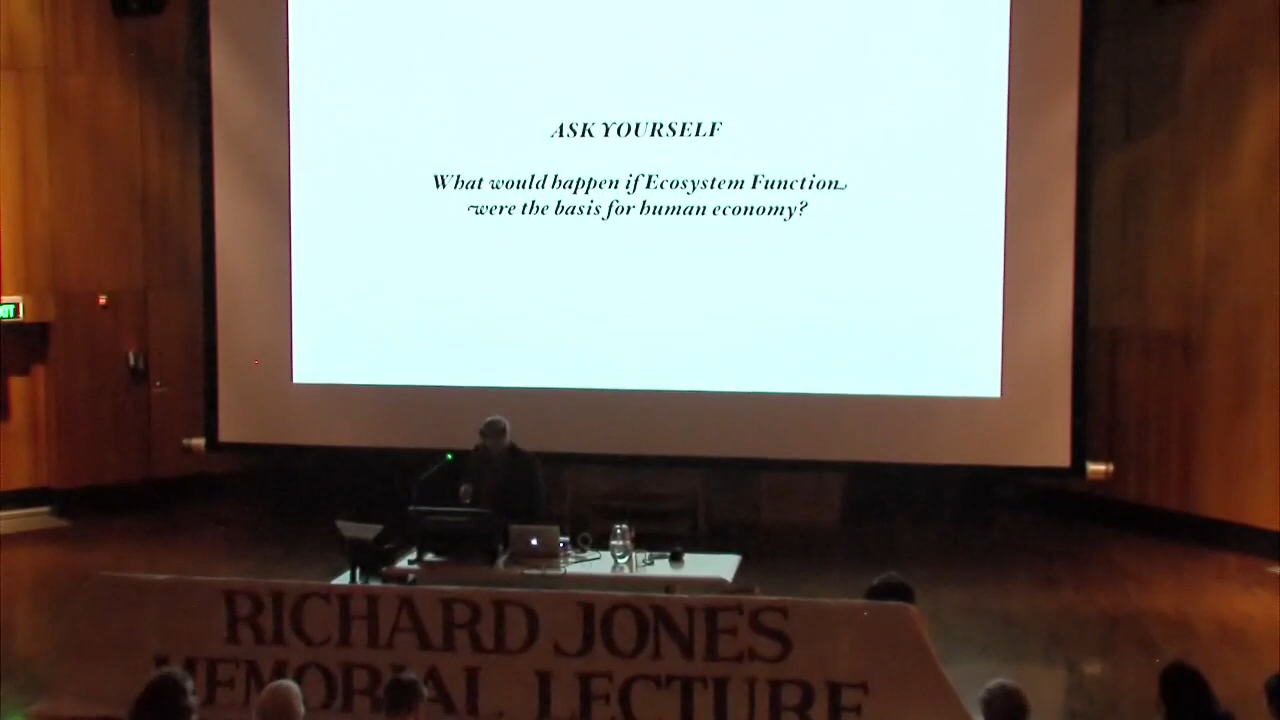 ASK YOURSELF
What would happen if Ecosystem Function
were the basis for human economy?
RICHARD JONES
MEMORIAL LECTURE